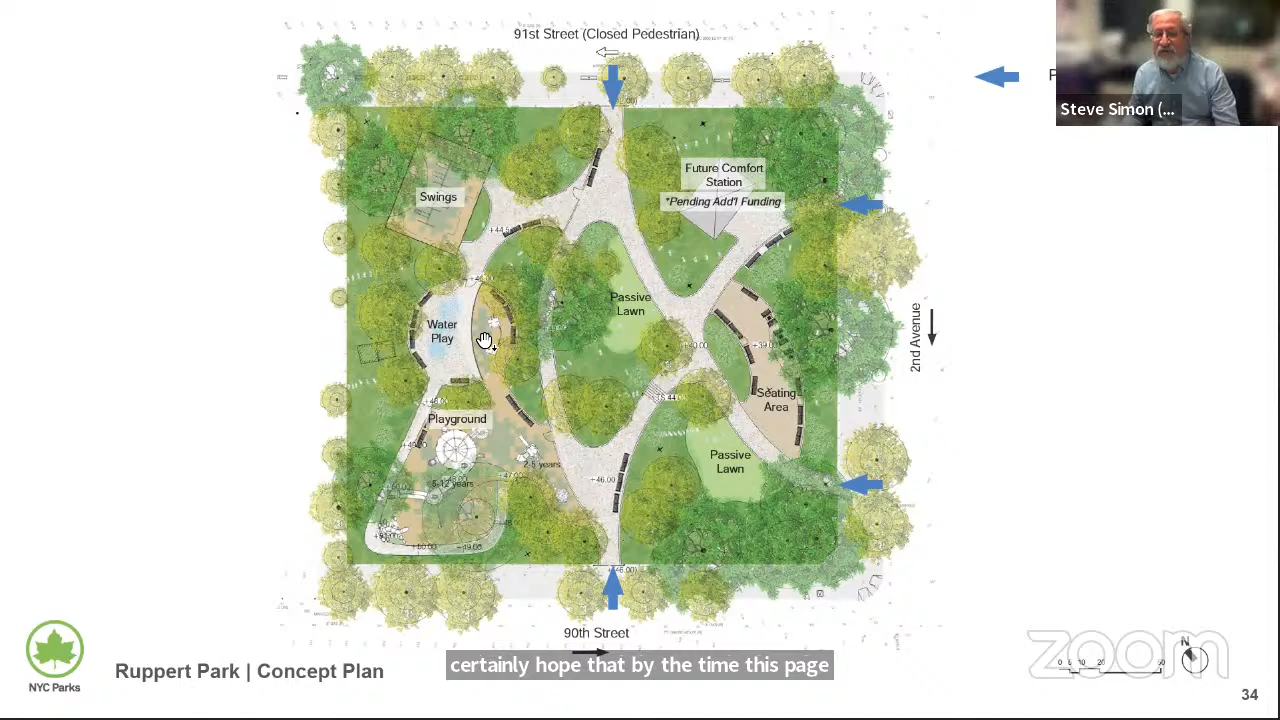 91st Street (Closed Pedestrian)
Steve Simon (...
Future Comfort
Station
*Pending Add'l Funding
Swings
Passive
Lawn
Water
Play
2nd Avenue
Seating
Area
Playground
2-5 years
5-12 years
+46.00
Passive
Lawn
90th Street
certainly hope that by the time this page
Ruppert Park | Concept Plan
NYC Parks
zoom
N
34